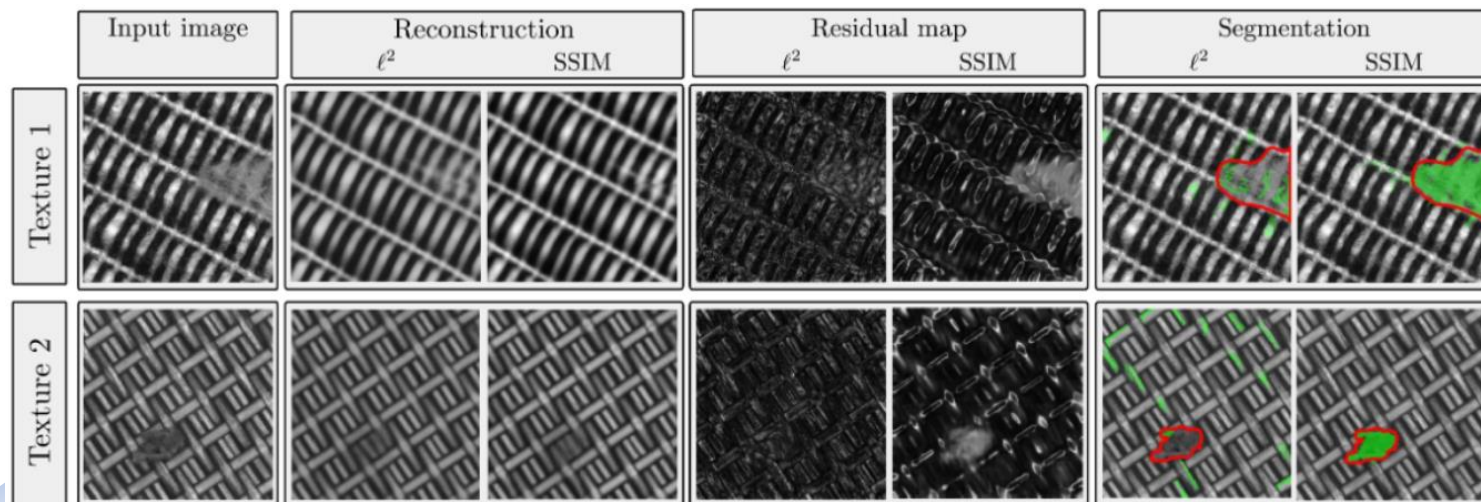 Input image
Reconstruction
ℓ² SSIM
Residual map
ℓ² SSIM
Segmentation
ℓ² SSIM
Texture 1
Texture 2